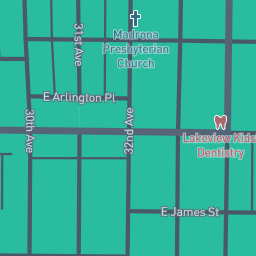 31st Ave
Madrona
Presbyterian
Church
E Arlington Pl
30th Ave
32nd Ave
Lakeview Kids
Dentistry
E James St